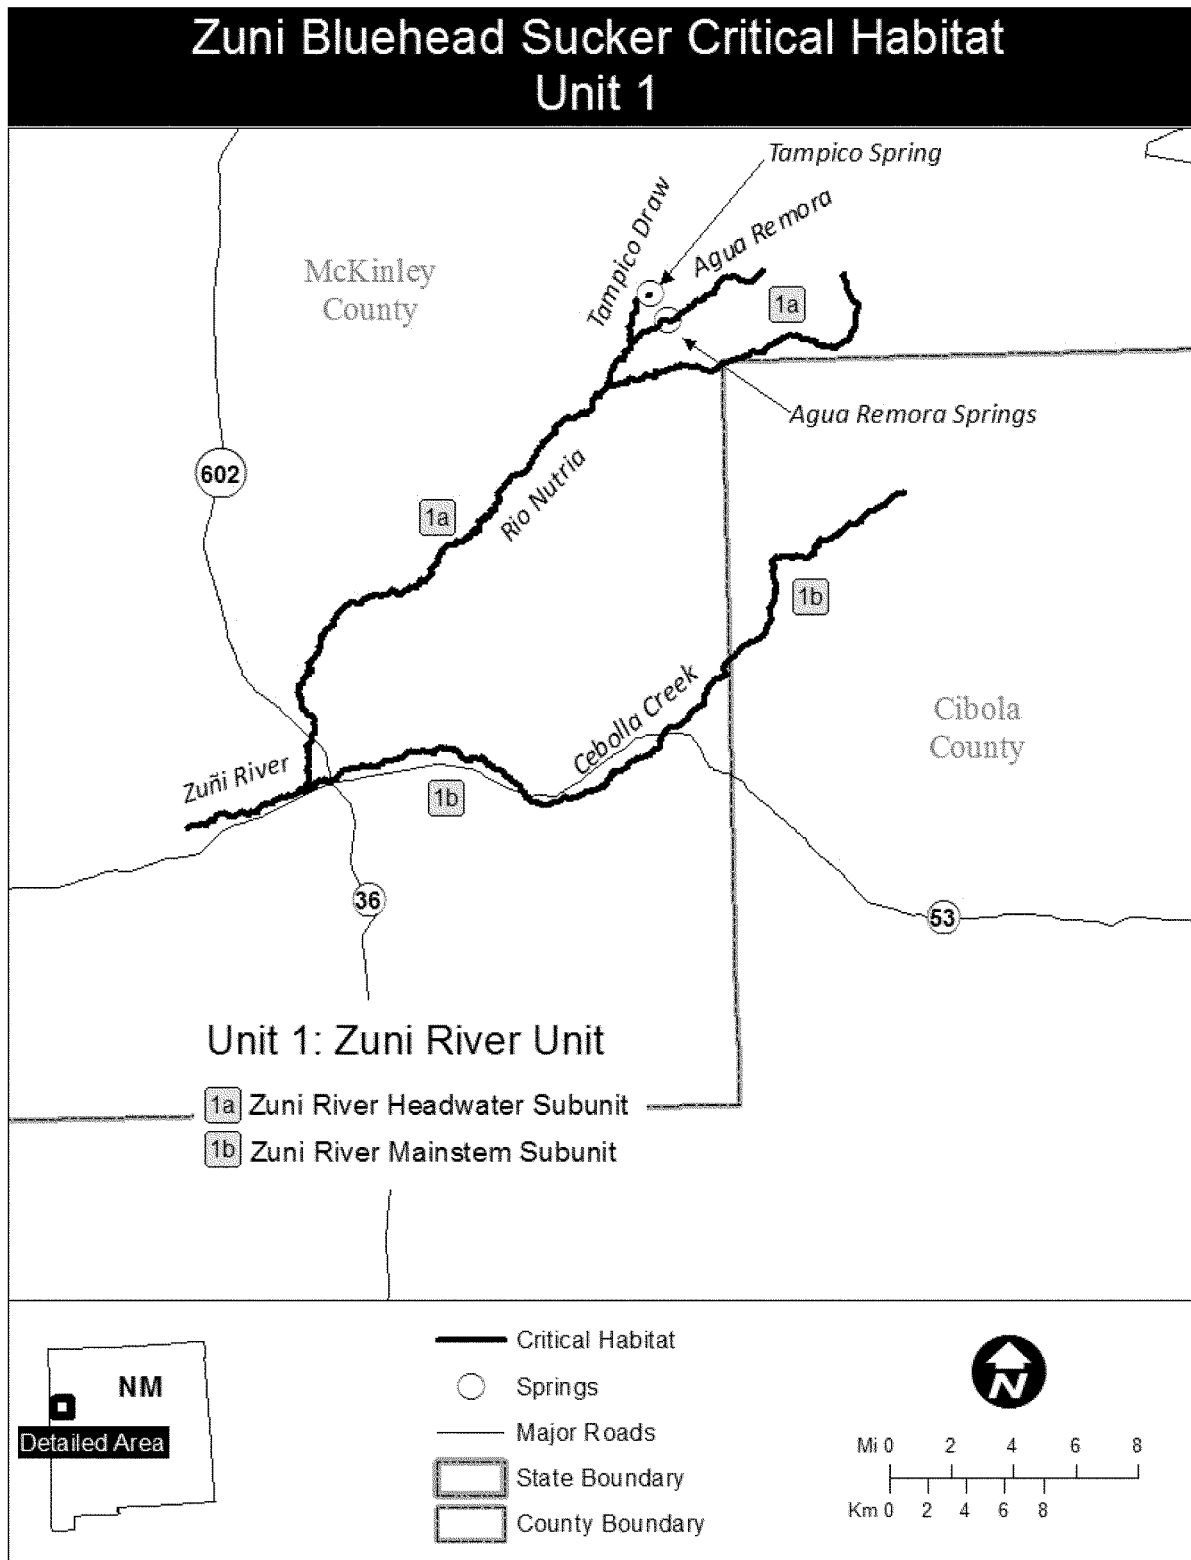 Zuni Bluehead Sucker Critical Habitat
Unit 1
Tampico Spring
Tampico Draw
Agua Remora
McKinley
County
1a
Agua Remora Springs
602
1a
Rio Nutria
1b
Cebolla Creek
Cibola
County
Zuñi River
1b
36
53
Unit 1: Zuni River Unit
1a Zuni River Headwater Subunit
1b Zuni River Mainstem Subunit
NM
Detailed Area
Critical Habitat
Springs
Major Roads
State Boundary
County Boundary
N
Mi 0 2 4 6 8
Km 0 2 4 6 8